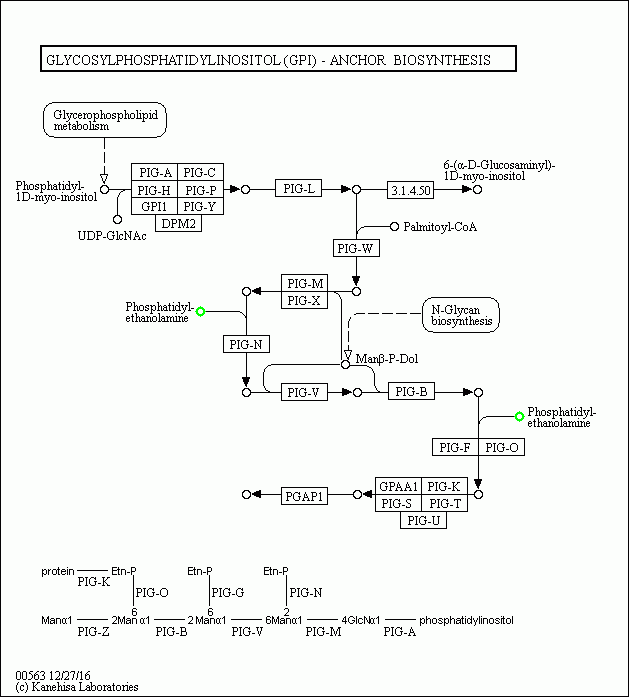 GLYCOSYLPHOSPHATIDYLINOSITOL (GPI) - ANCHOR BIOSYNTHESIS
Glycerophospholipid
metabolism
Phosphatidyl-
1D-myo-inositol
UDP-GlcNAc
PIG-A PIG-C
PIG-H PIG-P
GPI1 PIG-Y
DPM2
PIG-L
3.1.4.50
6-(α-D-Glucosaminyl)-
1D-myo-inositol
Palmitoyl-CoA
PIG-W
PIG-M
PIG-X
Phosphatidyl-
ethanolamine
N-Glycan
biosynthesis
PIG-N
Manβ-P-Dol
PIG-V
PIG-B
Phosphatidyl-
ethanolamine
PIG-F PIG-O
GPAA1 PIG-K
PIG-S PIG-T
PIG-U
PGAP1
protein Etn-P Etn-P Etn-P
PIG-K
PIG-O PIG-G PIG-N
6 6 2
Manα1 2Manα1 2Manα1 6Manα1 4GlcNα1 phosphatidylinositol
PIG-Z PIG-B PIG-V PIG-M PIG-A
00563 12/27/16
(c) Kanehisa Laboratories